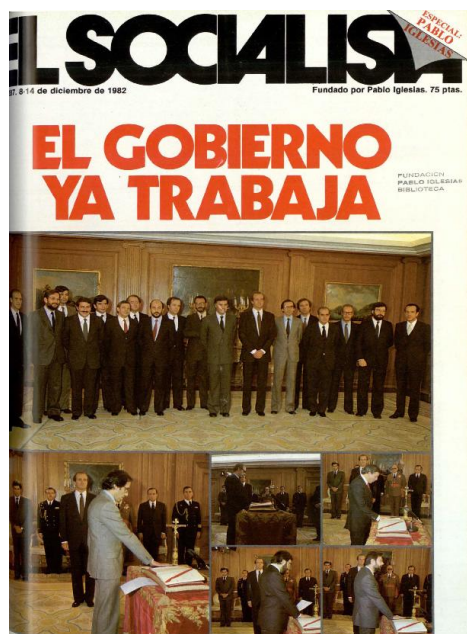 EL SOCIALISTA
ESPECIAL:
PABLO
IGLESIAS
8-14 de diciembre de 1982
Fundado por Pablo Iglesias. 75 ptas.
EL GOBIERNO
YA TRABAJA
FUNDACION
PABLO IGLESIAS
BIBLIOTECA